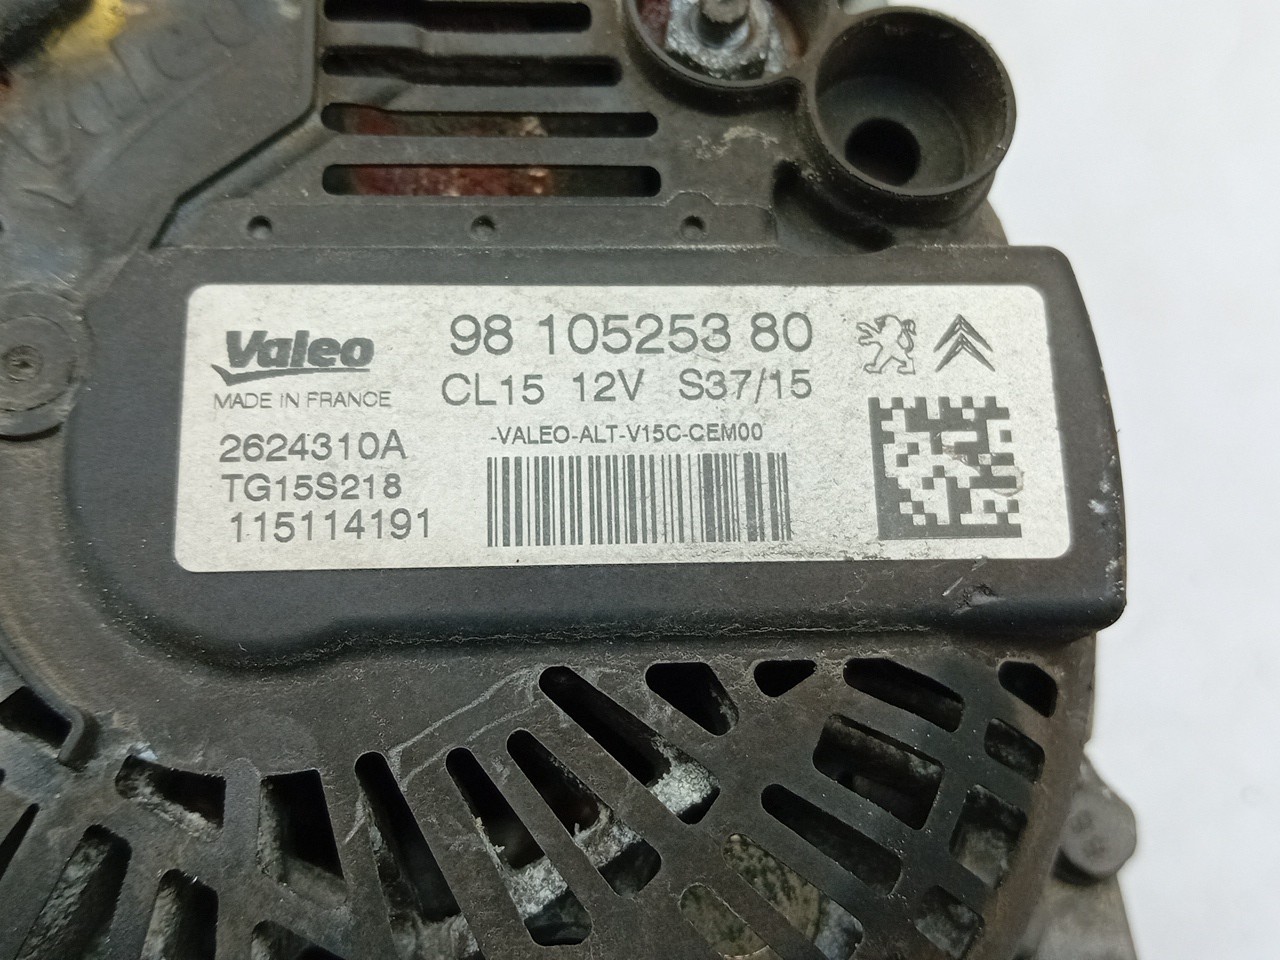 Valeo
MADE IN FRANCE
98 105253 80
CL15 12V S37/15
2624310A
TG15S218
115114191
-VALEO-ALT-V15C-CEM00